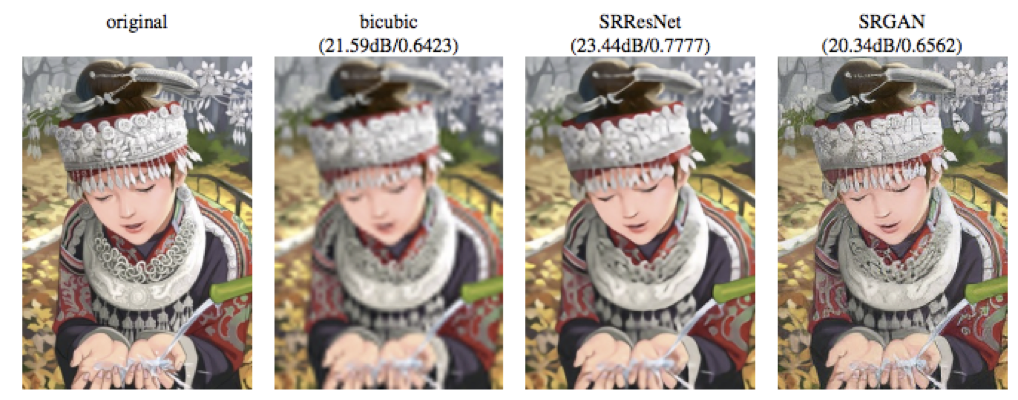 original
bicubic
(21.59dB/0.6423)
SRResNet
(23.44dB/0.7777)
SRGAN
(20.34dB/0.6562)